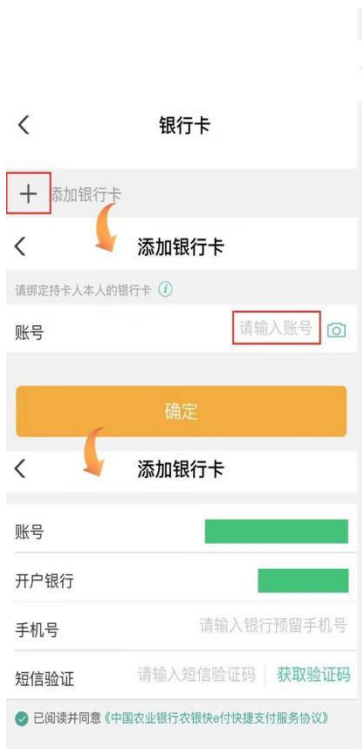 银行卡
添加银行卡
添加银行卡
请绑定持卡人本人的银行卡
账号 请输入账号
确定
添加银行卡
账号
开户银行
手机号 请输入银行预留手机号
短信验证 请输入短信验证码 获取验证码
已阅读并同意《中国农业银行农银快e付快捷支付服务协议》